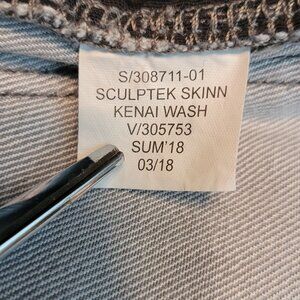 S/308711-01
SCULPTEK SKINN
KENAI WASH
V/305753
SUM'18
03/18